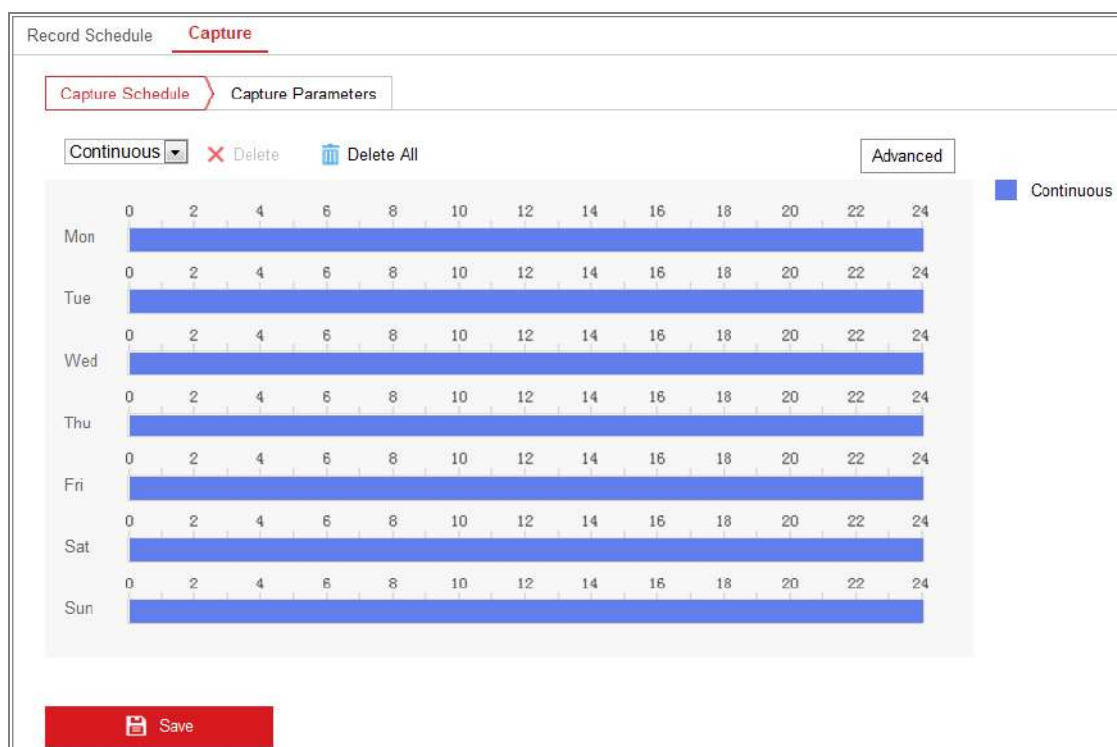 Record Schedule Capture
Capture Schedule Capture Parameters
Continuous Delete Delete All Advanced
Continuous
0 2 4 6 8 10 12 14 16 18 20 22 24
Mon
0 2 4 6 8 10 12 14 16 18 20 22 24
Tue
0 2 4 6 8 10 12 14 16 18 20 22 24
Wed
0 2 4 6 8 10 12 14 16 18 20 22 24
Thu
0 2 4 6 8 10 12 14 16 18 20 22 24
Fri
0 2 4 6 8 10 12 14 16 18 20 22 24
Sat
0 2 4 6 8 10 12 14 16 18 20 22 24
Sun
Save